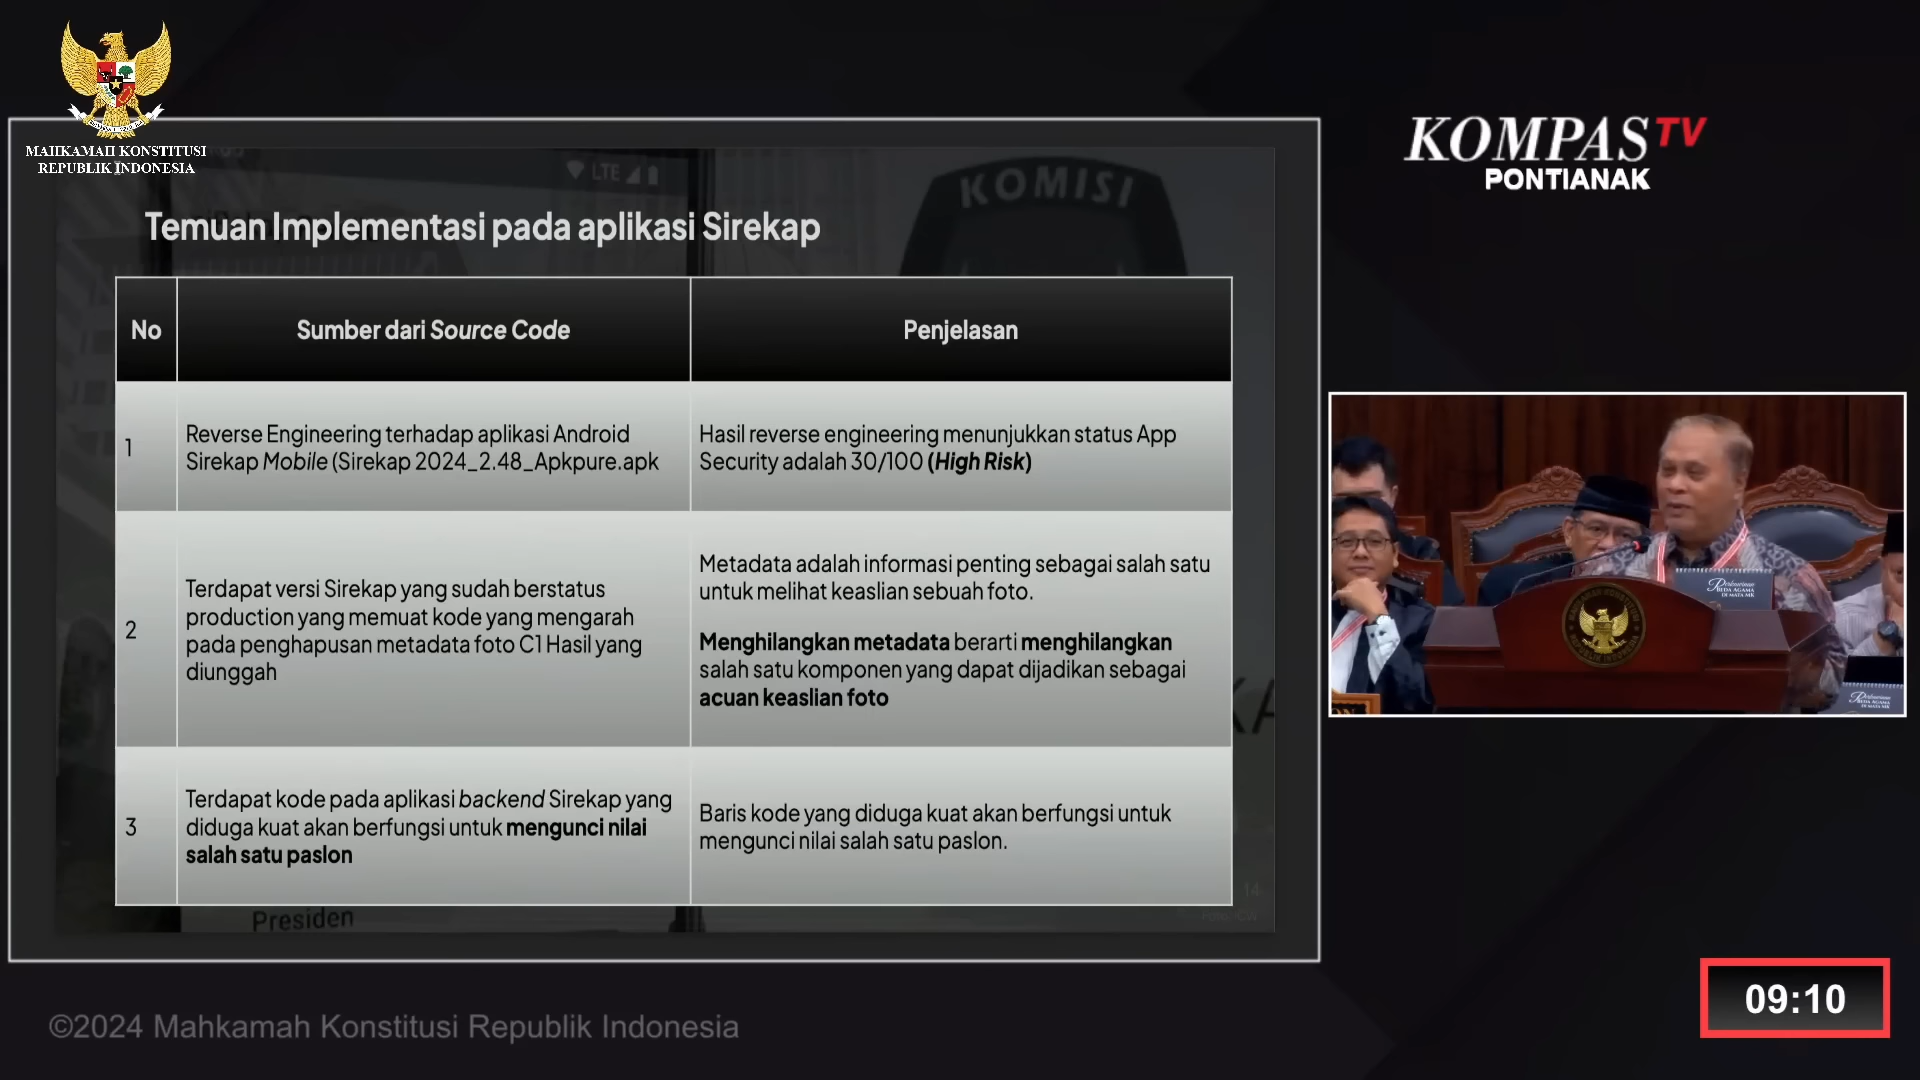 MAHKAMAH KONSTITUSI
REPUBLIK INDONESIA
KOMPAS TV
PONTIANAK
LTE
KOMISI
Temuan Implementasi pada aplikasi Sirekap
No
Sumber dari Source Code
Penjelasan
1
Reverse Engineering terhadap aplikasi Android
Sirekap Mobile (Sirekap 2024_2.48_Apkpure.apk
Hasil reverse engineering menunjukkan status App
Security adalah 30/100 (High Risk)
2
Terdapat versi Sirekap yang sudah berstatus
production yang memuat kode yang mengarah
pada penghapusan metadata foto C1 Hasil yang
diunggah
Metadata adalah informasi penting sebagai salah satu
untuk melihat keaslian sebuah foto.
Menghilangkan metadata berarti menghilangkan
salah satu komponen yang dapat dijadikan sebagai
acuan keaslian foto
3
Terdapat kode pada aplikasi backend Sirekap yang
diduga kuat akan berfungsi untuk mengunci nilai
salah satu paslon
Baris kode yang diduga kuat akan berfungsi untuk
mengunci nilai salah satu paslon.
14
Presiden
09:10
©2024 Mahkamah Konstitusi Republik Indonesia